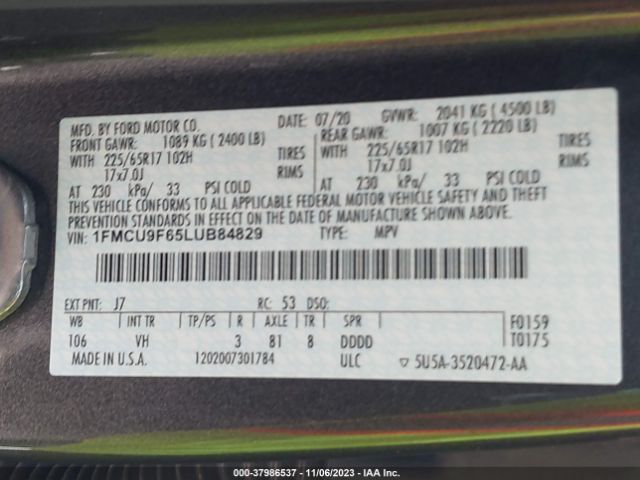 MFD. BY FORD MOTOR CO. DATE: 07/20 GVWR: 2041 KG ( 4500 LB)
FRONT GAWR: 1089 KG ( 2400 LB) REAR GAWR: 1007 KG ( 2220 LB)
WITH 225/65R17 102H TIRES WITH 225/65R17 102H TIRES
17x7.0J RIMS 17x7.0J RIMS
AT 230 kPa/ 33 PSI COLD AT 230 kPa/ 33 PSI COLD
THIS VEHICLE CONFORMS TO ALL APPLICABLE FEDERAL MOTOR VEHICLE SAFETY AND THEFT
PREVENTION STANDARDS IN EFFECT ON THE DATE OF MANUFACTURE SHOWN ABOVE.
VIN: 1FMCU9F65LUB84829 TYPE: MPV
EXT PNT: J7 RC: 53 DSO:
WB INT TR TP/PS R AX TR SPR F0159
106 VH 3 81 8 DDDD T0175
MADE IN U.S.A. 1202007301784 ULC ▽ 5U5A-3520472-AA
000-37986537 - 11/06/2023 - IAA Inc.